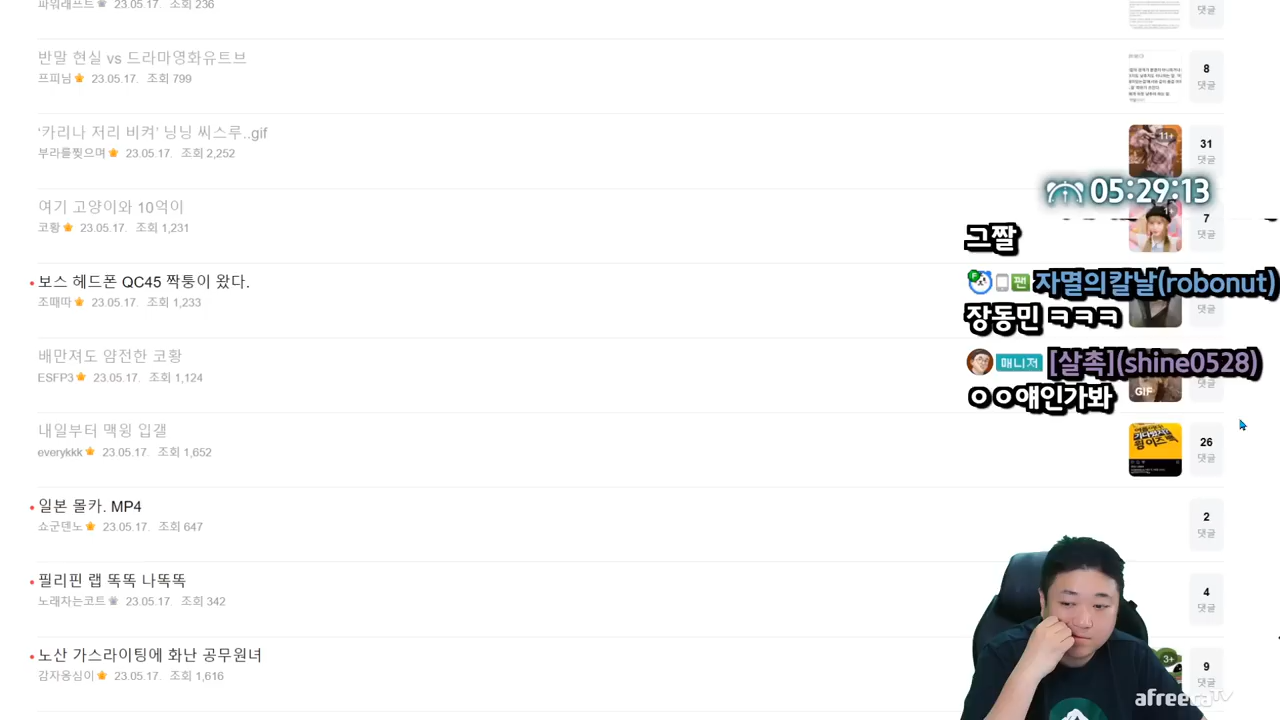 파워래프트 23.05.17. 조회 236
댓글
반말 현실 vs 드라마영화유트브
프피님 23.05.17. 조회 799
8
댓글
‘카리나 저리 비켜’ 닝닝 씨스루..gif
부라를찢으며 23.05.17. 조회 2,252
11+
31
댓글
05:29:13
여기 고양이와 10억이
코황 23.05.17. 조회 1,231
1+
7
댓글
그짤
보스 헤드폰 QC45 짝퉁이 왔다.
조때따 23.05.17. 조회 1,233
댓글
팬 자멸의칼날(robonut)
장동민 ㅋㅋㅋ
배만져도 얌전한 코황
ESFP3 23.05.17. 조회 1,124
GIF
댓글
매니저 [살촉](shine0528)
ㅇㅇ얘인가봐
내일부터 맥윙 입갤
everykkk 23.05.17. 조회 1,652
26
댓글
일본 몰카. MP4
쇼군덴노 23.05.17. 조회 647
2
댓글
필리핀 랩 똑똑 나똑똑
노래차는코트 23.05.17. 조회 342
4
댓글
노산 가스라이팅에 화난 공무원녀
감자옹심이 23.05.17. 조회 1,616
3+
9
댓글
afreecaTV